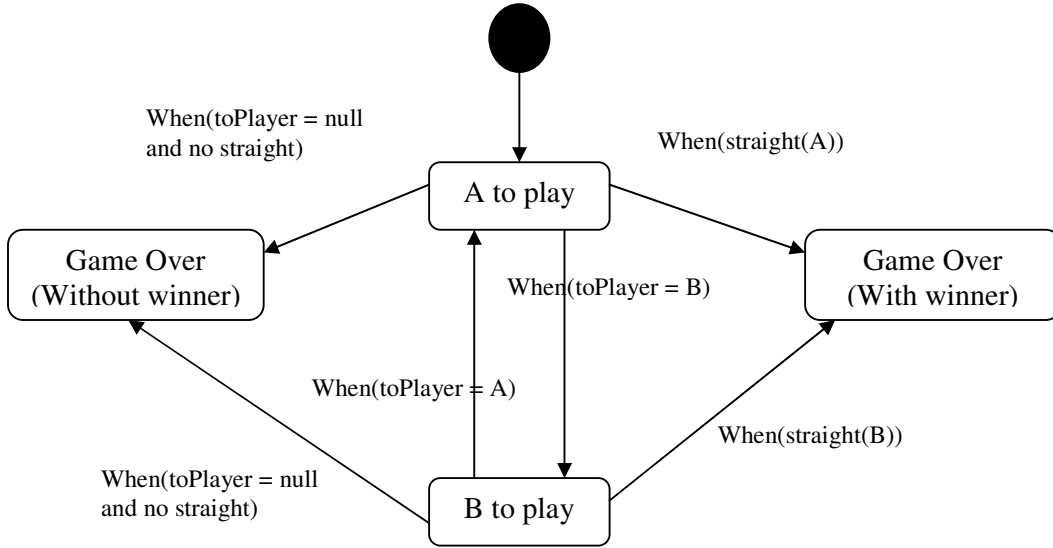 When(toPlayer = null
and no straight)
When(straight(A))
A to play
Game Over
(Without winner)
When(toPlayer = B)
Game Over
(With winner)
When(toPlayer = A)
When(straight(B))
When(toPlayer = null
and no straight)
B to play